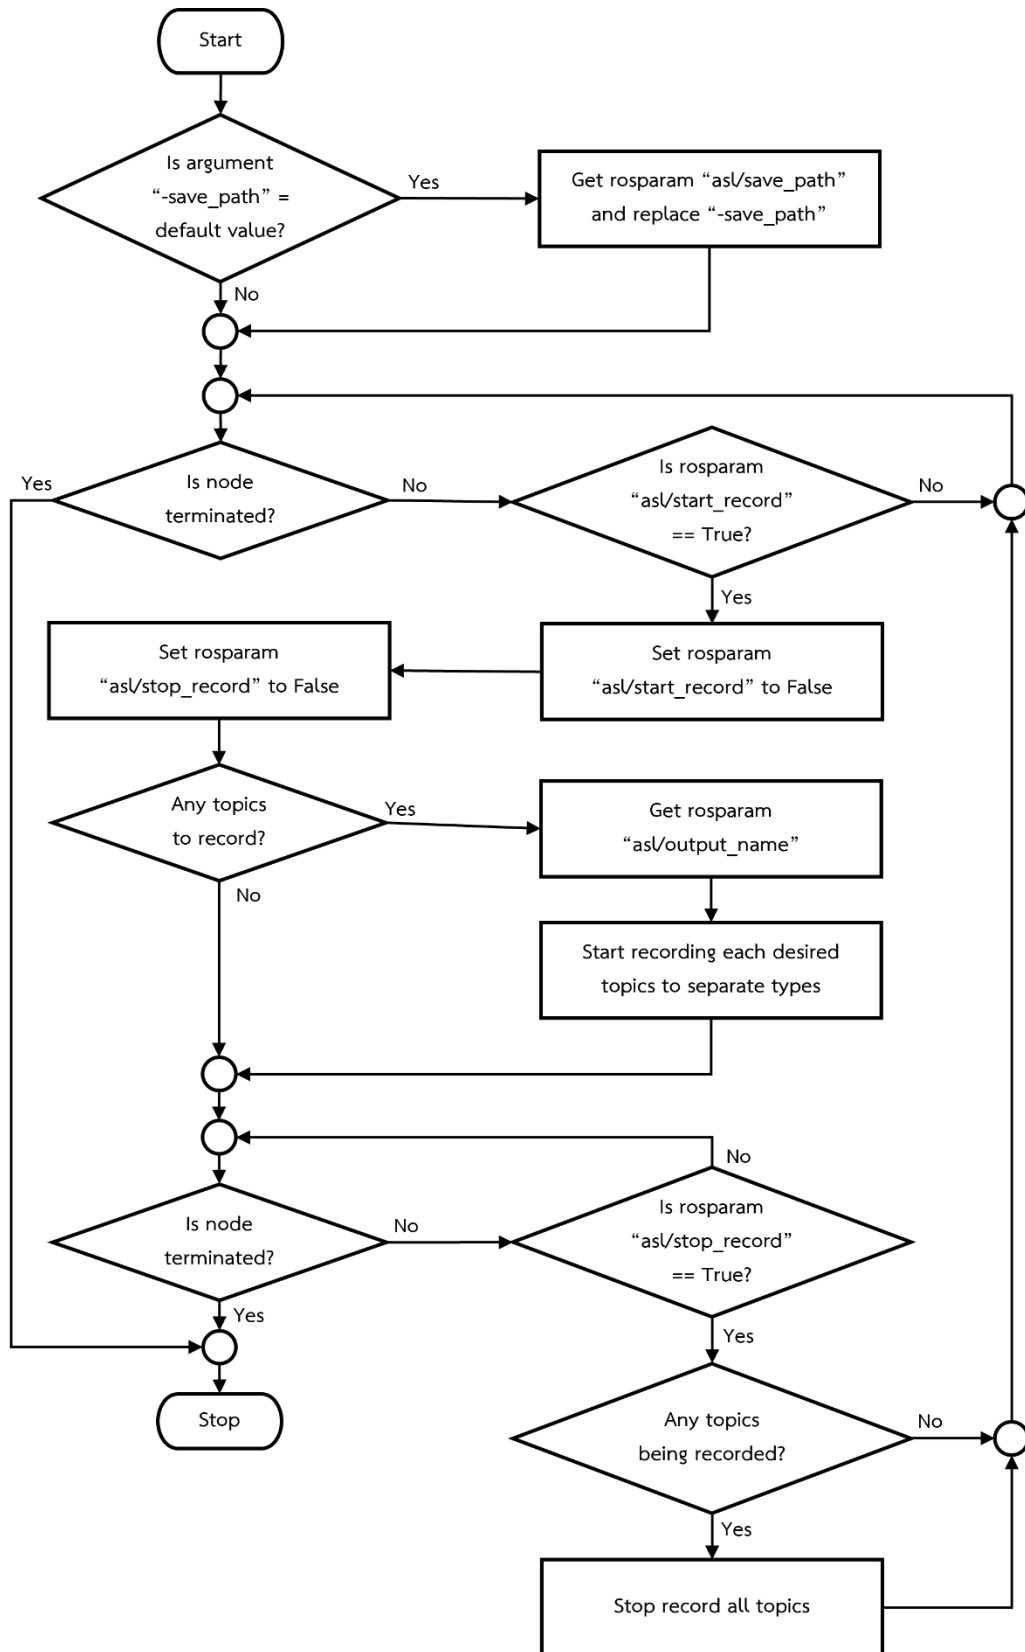 Start
Is argument
“-save_path” =
default value?
Yes
Get rosparam “asl/save_path”
and replace “-save_path”
No
Yes
Is node
terminated?
No
Is rosparam
“asl/start_record”
== True?
No
Yes
Set rosparam
“asl/stop_record” to False
Set rosparam
“asl/start_record” to False
Any topics
to record?
Yes
Get rosparam
“asl/output_name”
No
Start recording each desired
topics to separate types
No
Is node
terminated?
No
Is rosparam
“asl/stop_record”
== True?
Yes
Yes
Stop
Any topics
being recorded?
No
Yes
Stop record all topics